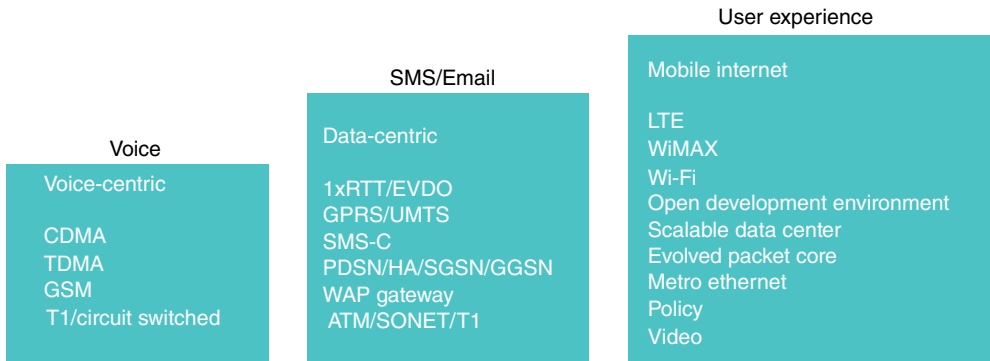 Voice
Voice-centric
CDMA
TDMA
GSM
T1/circuit switched
SMS/Email
Data-centric
1xRTT/EVDO
GPRS/UMTS
SMS-C
PDSN/HA/SGSN/GGSN
WAP gateway
ATM/SONET/T1
User experience
Mobile internet
LTE
WiMAX
Wi-Fi
Open development environment
Scalable data center
Evolved packet core
Metro ethernet
Policy
Video